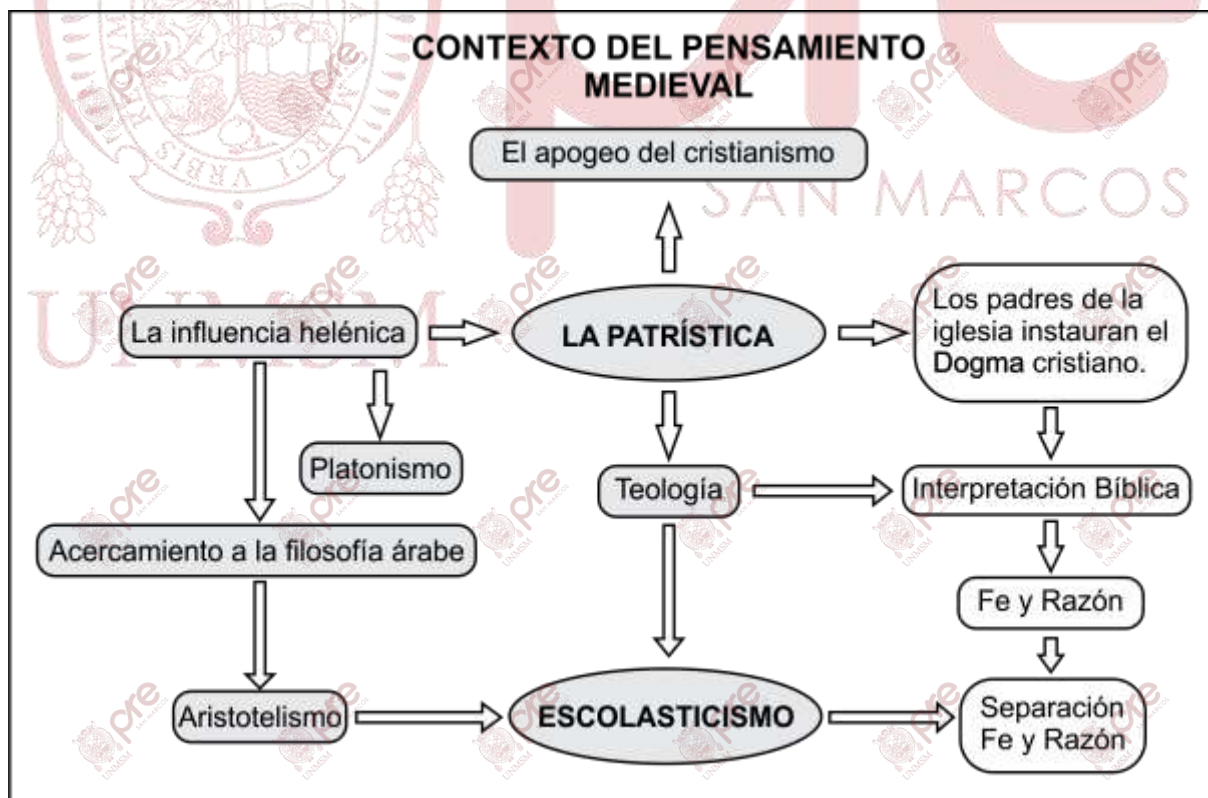 CONTEXTO DEL PENSAMIENTO
MEDIEVAL
El apogeo del cristianismo
SAN MARCOS
UNMSM
La influencia helénica
LA PATRÍSTICA
Los padres de la
iglesia instauran el
Dogma cristiano.
Platonismo
Teología
Interpretación Bíblica
Acercamiento a la filosofía árabe
Fe y Razón
Aristotelismo
ESCOLASTICISMO
Separación
Fe y Razón